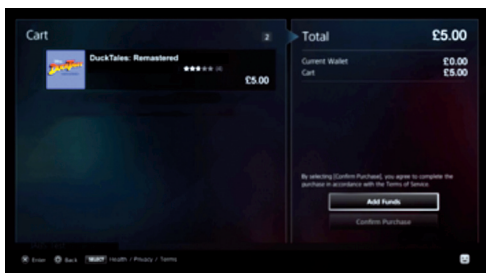 Cart
2
DuckTales: Remastered
£5.00
Total
£5.00
Current Wallet
£0.00
Cart
£5.00
By selecting [Confirm Purchase], you agree to complete the
purchase in accordance with the Terms of Service.
Add Funds
Confirm Purchase
Enter
Back
SELECT
Health / Privacy / Terms